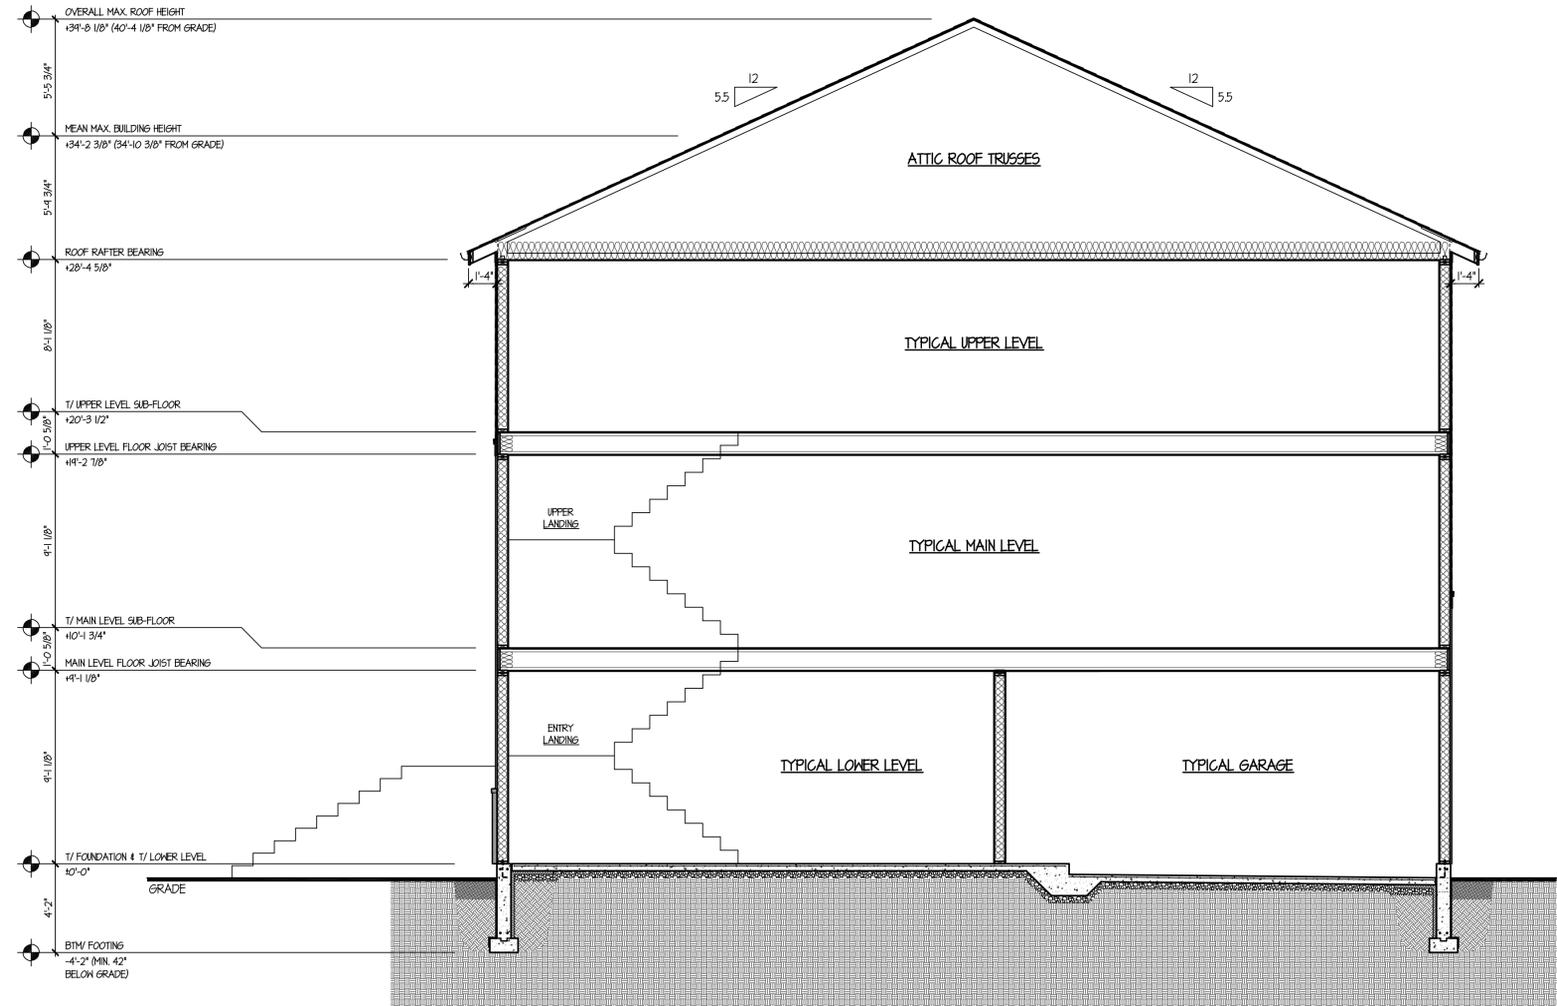 OVERALL MAX. ROOF HEIGHT
+39'-8 1/8" (40'-4 1/8" FROM GRADE)
5'-5 3/4"
12
5.5
12
5.5
MEAN MAX. BUILDING HEIGHT
+34'-2 3/8" (34'-10 3/8" FROM GRADE)
ATTIC ROOF TRUSSES
5'-9 3/4"
ROOF RAFTER BEARING
+28'-4 5/8"
1'-4"
1'-4"
8'-1 1/8"
TYPICAL UPPER LEVEL
T/ UPPER LEVEL SUB-FLOOR
+20'-3 1/2"
1'-0 5/8"
UPPER LEVEL FLOOR JOIST BEARING
+19'-2 7/8"
UPPER
LANDING
9'-1 1/8"
TYPICAL MAIN LEVEL
T/ MAIN LEVEL SUB-FLOOR
+10'-1 3/4"
1'-0 5/8"
MAIN LEVEL FLOOR JOIST BEARING
+9'-1 1/8"
ENTRY
LANDING
9'-1 1/8"
TYPICAL LOWER LEVEL
TYPICAL GARAGE
T/ FOUNDATION & T/ LOWER LEVEL
±0'-0"
GRADE
4'-2"
BTM/ FOOTING
-4'-2" (MIN. 42"
BELOW GRADE)